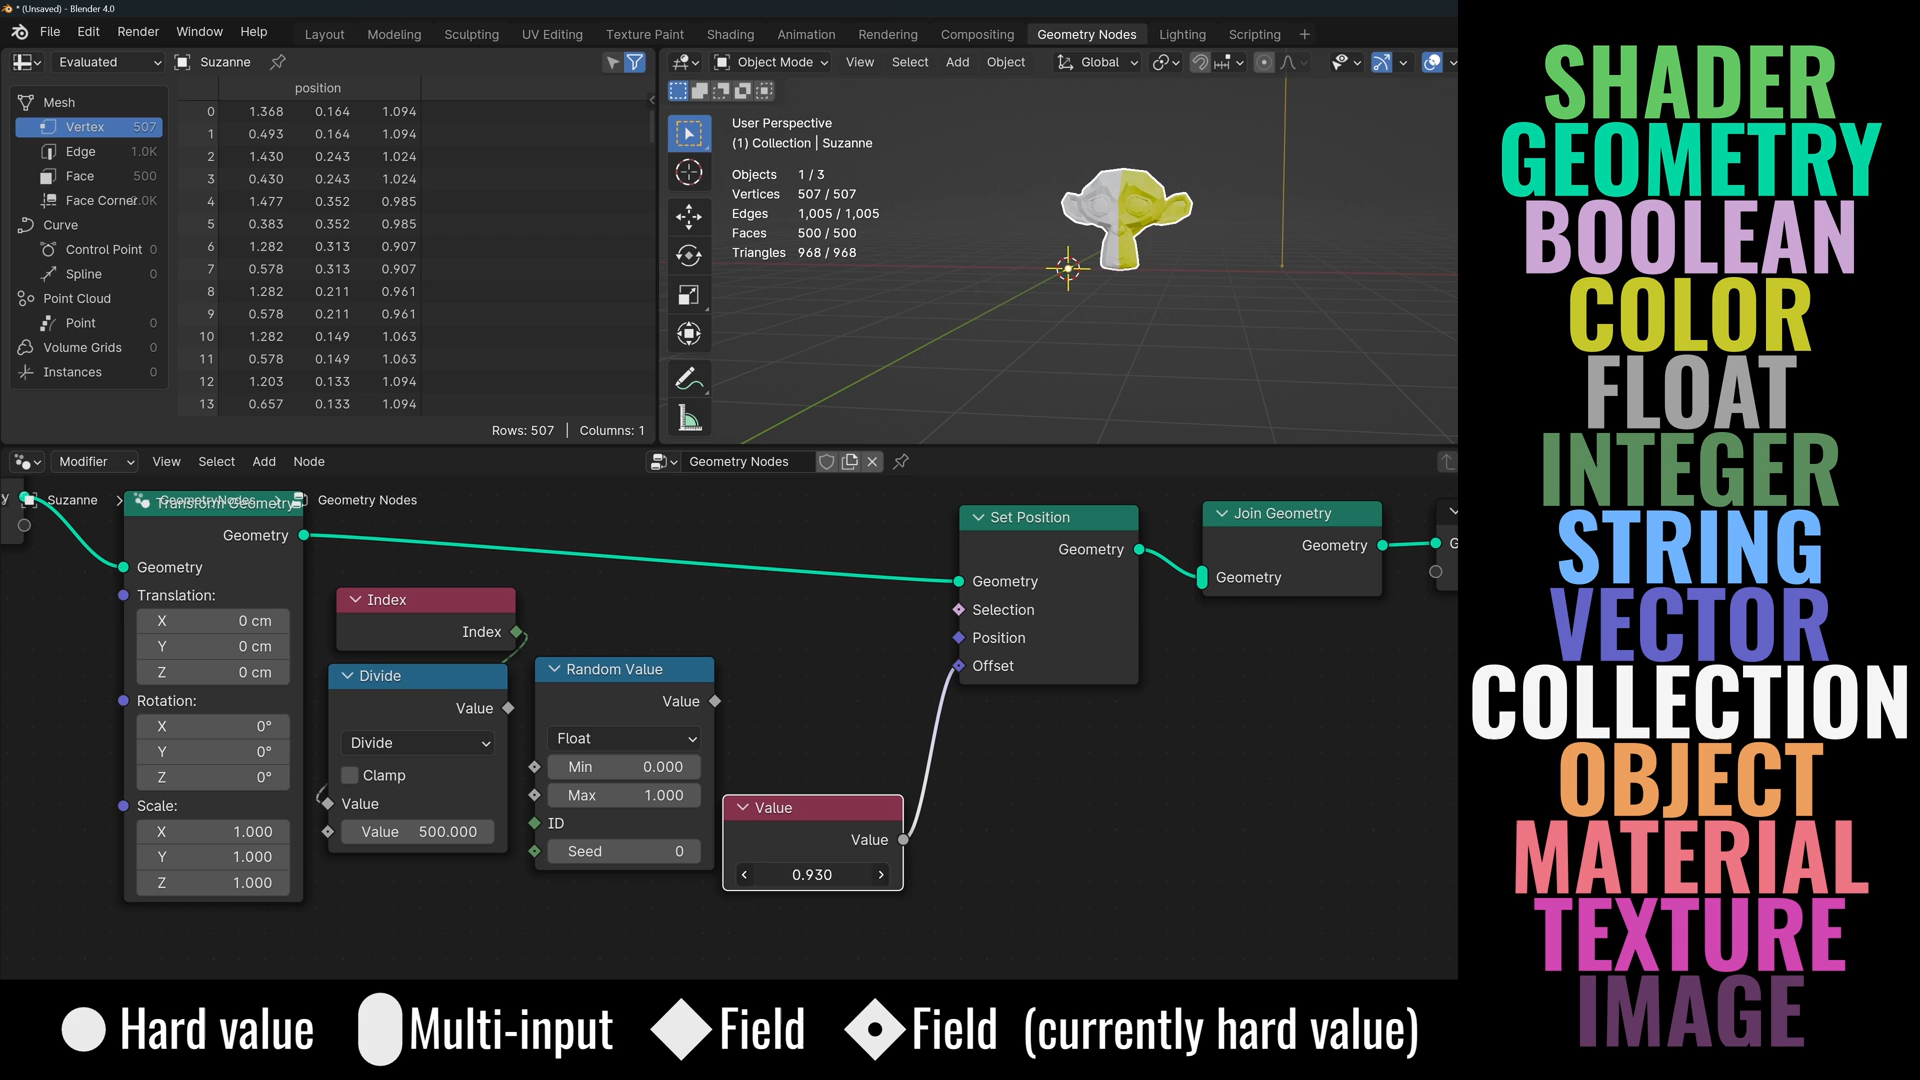 * (Unsaved) - Blender 4.0
File Edit Render Window Help
Layout Modeling Sculpting UV Editing Texture Paint Shading Animation Rendering Compositing Geometry Nodes Lighting Scripting +
Evaluated Suzanne
Object Mode View Select Add Object Global
position
Mesh
Vertex 507
Edge 1.0K
Face 500
Face Corner 2.0K
Curve
Control Point 0
Spline 0
Point Cloud
Point 0
Volume Grids 0
Instances 0
0 1.368 0.164 1.094
1 0.493 0.164 1.094
2 1.430 0.243 1.024
3 0.430 0.243 1.024
4 1.477 0.352 0.985
5 0.383 0.352 0.985
6 1.282 0.313 0.907
7 0.578 0.313 0.907
8 1.282 0.211 0.961
9 0.578 0.211 0.961
10 1.282 0.149 1.063
11 0.578 0.149 1.063
12 1.203 0.133 1.094
13 0.657 0.133 1.094
Rows: 507 | Columns: 1
User Perspective
(1) Collection | Suzanne
Objects 1 / 3
Vertices 507 / 507
Edges 1,005 / 1,005
Faces 500 / 500
Triangles 968 / 968
Modifier View Select Add Node Geometry Nodes
y Suzanne > GeometryNodes > Geometry Nodes
Transform Geometry
Geometry
Geometry
Translation:
X 0 cm
Y 0 cm
Z 0 cm
Rotation:
X 0°
Y 0°
Z 0°
Scale:
X 1.000
Y 1.000
Z 1.000
Index
Index
Divide
Value
Divide
Clamp
Value
Value 500.000
Random Value
Value
Float
Min 0.000
Max 1.000
ID
Seed 0
Value
Value
0.930
Set Position
Geometry
Geometry
Selection
Position
Offset
Join Geometry
Geometry
Geometry
G
SHADER
GEOMETRY
BOOLEAN
COLOR
FLOAT
INTEGER
STRING
VECTOR
COLLECTION
OBJECT
MATERIAL
TEXTURE
IMAGE
Hard value Multi-input Field Field (currently hard value)